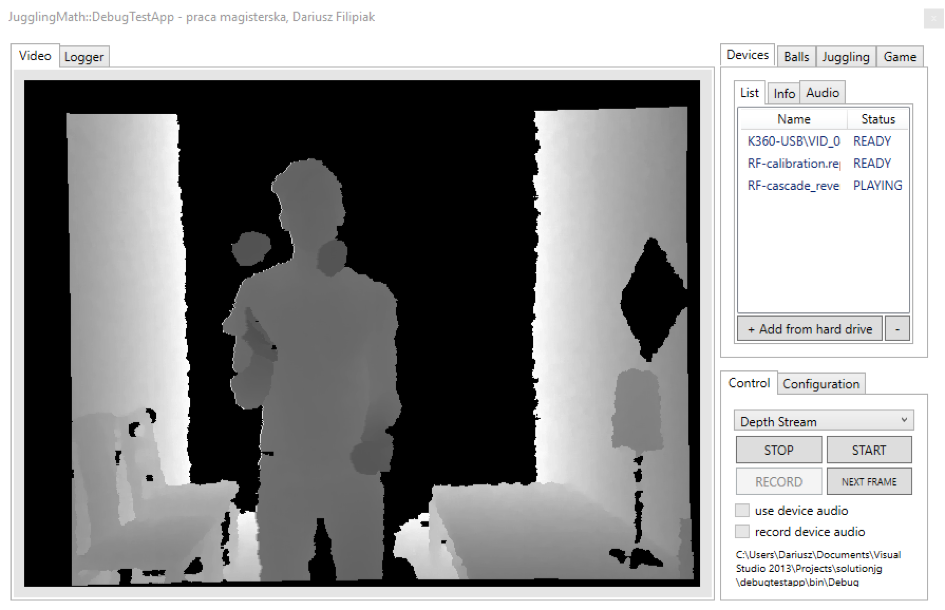 JugglingMath::DebugTestApp - praca magisterska, Dariusz Filipiak
x
Video Logger
Devices Balls Juggling Game
List Info Audio
Name Status
K360-USB\VID_0 READY
RF-calibration.rep READY
RF-cascade_reve PLAYING
+ Add from hard drive -
Control Configuration
Depth Stream
STOP START
RECORD NEXT FRAME
use device audio
record device audio
C:\Users\Dariusz\Documents\Visual
Studio 2013\Projects\solutionjg
\debugtestapp\bin\Debug